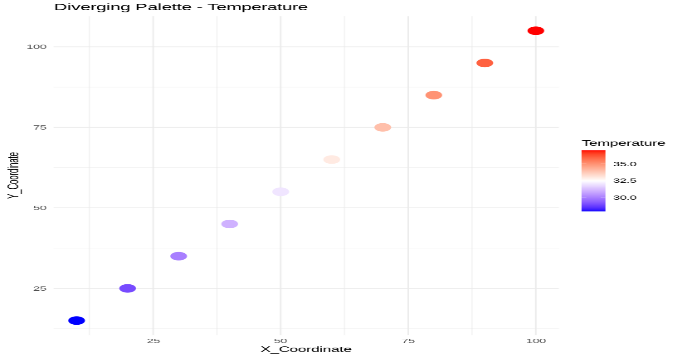 Diverging Palette - Temperature
100
75
50
25
Y_Coordinate
25
50
75
100
X_Coordinate
Temperature
35.0
32.5
30.0